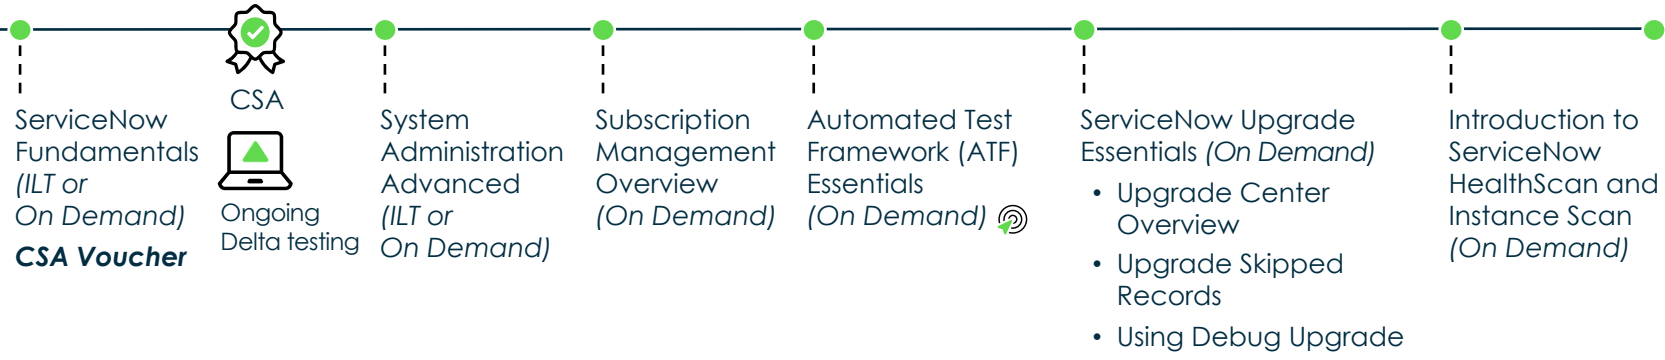 ServiceNow
Fundamentals
(ILT or
On Demand)
CSA Voucher
CSA
Ongoing
Delta testing
System
Administration
Advanced
(ILT or
On Demand)
Subscription
Management
Overview
(On Demand)
Automated Test
Framework (ATF)
Essentials
(On Demand)
ServiceNow Upgrade
Essentials (On Demand)
• Upgrade Center
Overview
• Upgrade Skipped
Records
• Using Debug Upgrade
Introduction to
ServiceNow
HealthScan and
Instance Scan
(On Demand)